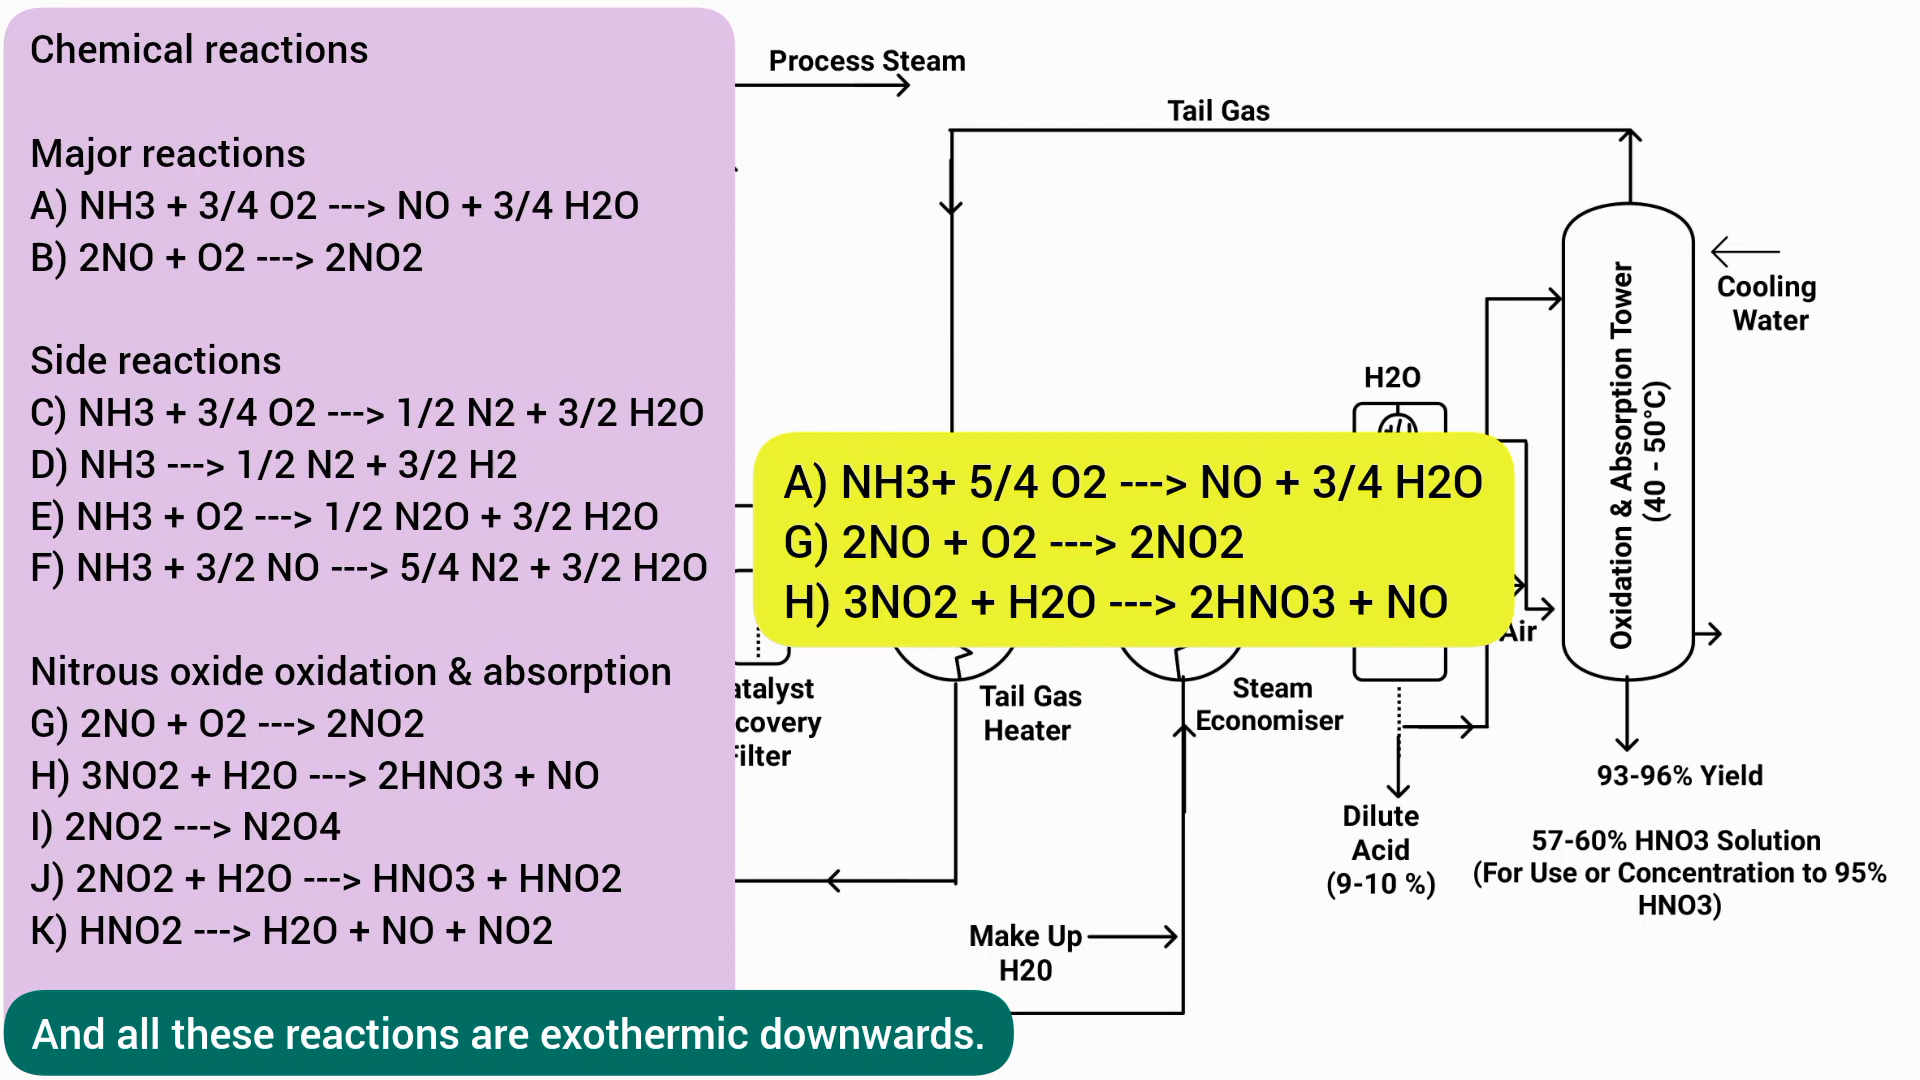 Chemical reactions
Major reactions
A) NH3 + 3/4 O2 ---> NO + 3/4 H2O
B) 2NO + O2 ---> 2NO2
Side reactions
C) NH3 + 3/4 O2 ---> 1/2 N2 + 3/2 H2O
D) NH3 ---> 1/2 N2 + 3/2 H2
E) NH3 + O2 ---> 1/2 N2O + 3/2 H2O
F) NH3 + 3/2 NO ---> 5/4 N2 + 3/2 H2O
Nitrous oxide oxidation & absorption
G) 2NO + O2 ---> 2NO2
H) 3NO2 + H2O ---> 2HNO3 + NO
I) 2NO2 ---> N2O4
J) 2NO2 + H2O ---> HNO3 + HNO2
K) HNO2 ---> H2O + NO + NO2
And all these reactions are exothermic downwards.
Process Steam
Tail Gas
Cooling
Water
Oxidation & Absorption Tower
(40 - 50°C)
H2O
A) NH3+ 5/4 O2 ---> NO + 3/4 H2O
G) 2NO + O2 ---> 2NO2
H) 3NO2 + H2O ---> 2HNO3 + NO
Air
atalyst
covery
Filter
Tail Gas
Heater
Steam
Economiser
Dilute
Acid
(9-10 %)
93-96% Yield
57-60% HNO3 Solution
(For Use or Concentration to 95%
HNO3)
Make Up
H20